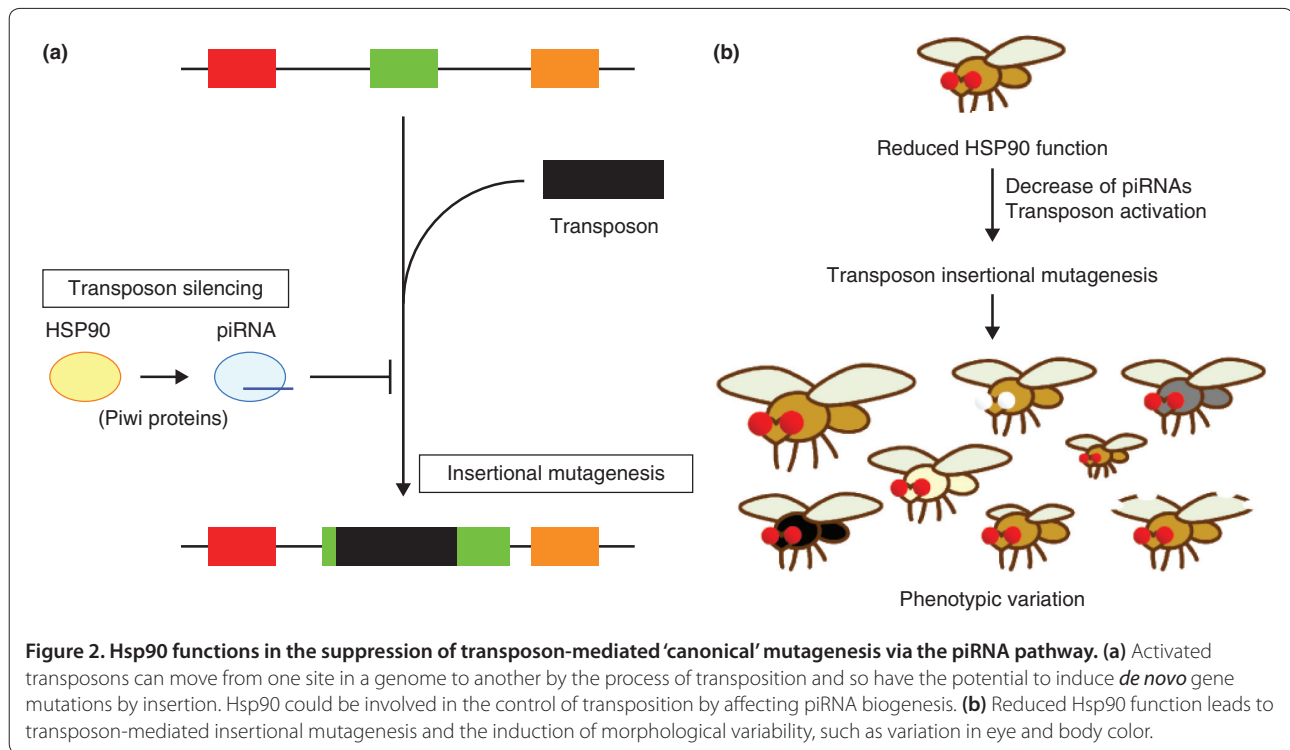 (a)
Transposon
Transposon silencing
HSP90 piRNA
(Piwi proteins)
Insertional mutagenesis
(b)
Reduced HSP90 function
Decrease of piRNAs
Transposon activation
Transposon insertional mutagenesis
Phenotypic variation
Figure 2. Hsp90 functions in the suppression of transposon-mediated ‘canonical’ mutagenesis via the piRNA pathway. (a) Activated
transposons can move from one site in a genome to another by the process of transposition and so have the potential to induce de novo gene
mutations by insertion. Hsp90 could be involved in the control of transposition by affecting piRNA biogenesis. (b) Reduced Hsp90 function leads to
transposon-mediated insertional mutagenesis and the induction of morphological variability, such as variation in eye and body color.